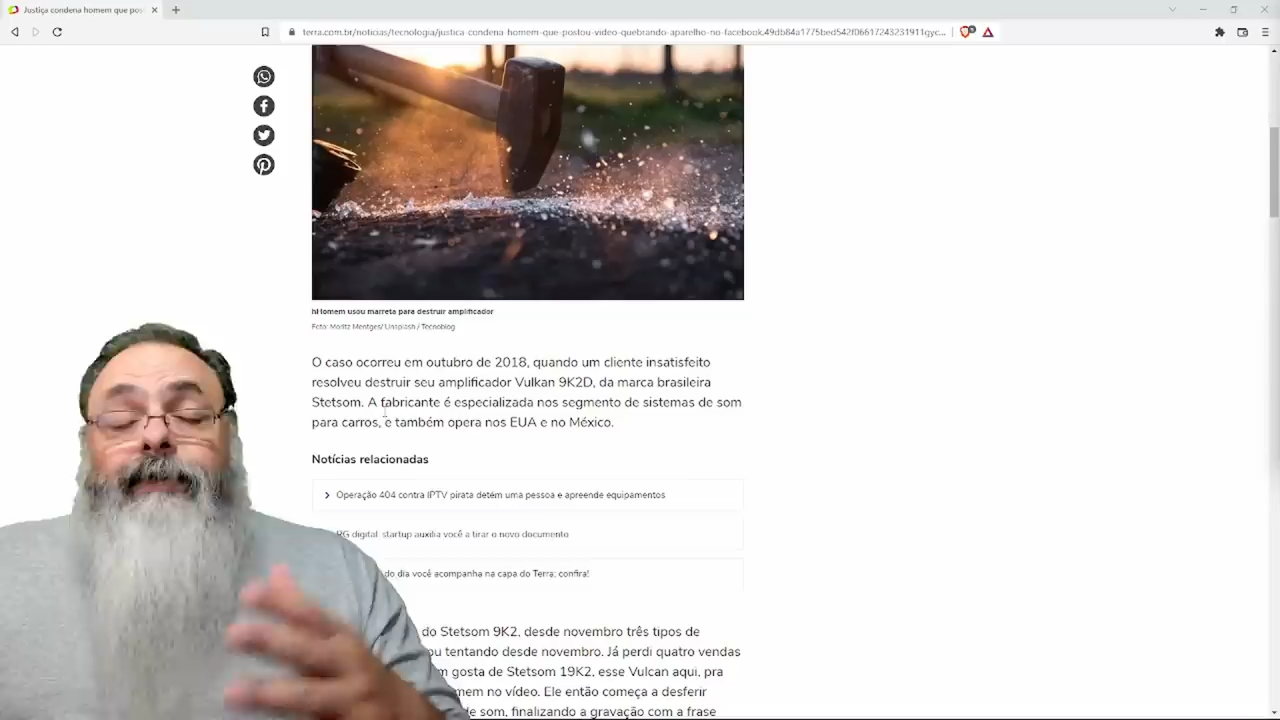 Justiça condena homem que pos
terra.com.br/noticias/tecnologia/justica-condena-homem-que-postou-video-quebrando-aparelho-no-facebook,49db84a1775bed542f06617243231911gyc...
hHomem usou marreta para destruir amplificador
Foto: Moritz Mentges/ Unsplash / Tecnoblog
O caso ocorreu em outubro de 2018, quando um cliente insatisfeito
resolveu destruir seu amplificador Vulkan 9K2D, da marca brasileira
Stetsom. A fabricante é especializada nos segmento de sistemas de som
para carros, e também opera nos EUA e no México.
Notícias relacionadas
Operação 404 contra IPTV pirata detém uma pessoa e apreende equipamentos
RG digital: startup auxilia você a tirar o novo documento
do dia você acompanha na capa do Terra; confira!
do Stetsom 9K2, desde novembro três tipos de
ou tentando desde novembro. Já perdi quatro vendas
m gosta de Stetsom 19K2, esse Vulcan aqui, pra
mem no vídeo. Ele então começa a desferir
de som, finalizando a gravação com a frase